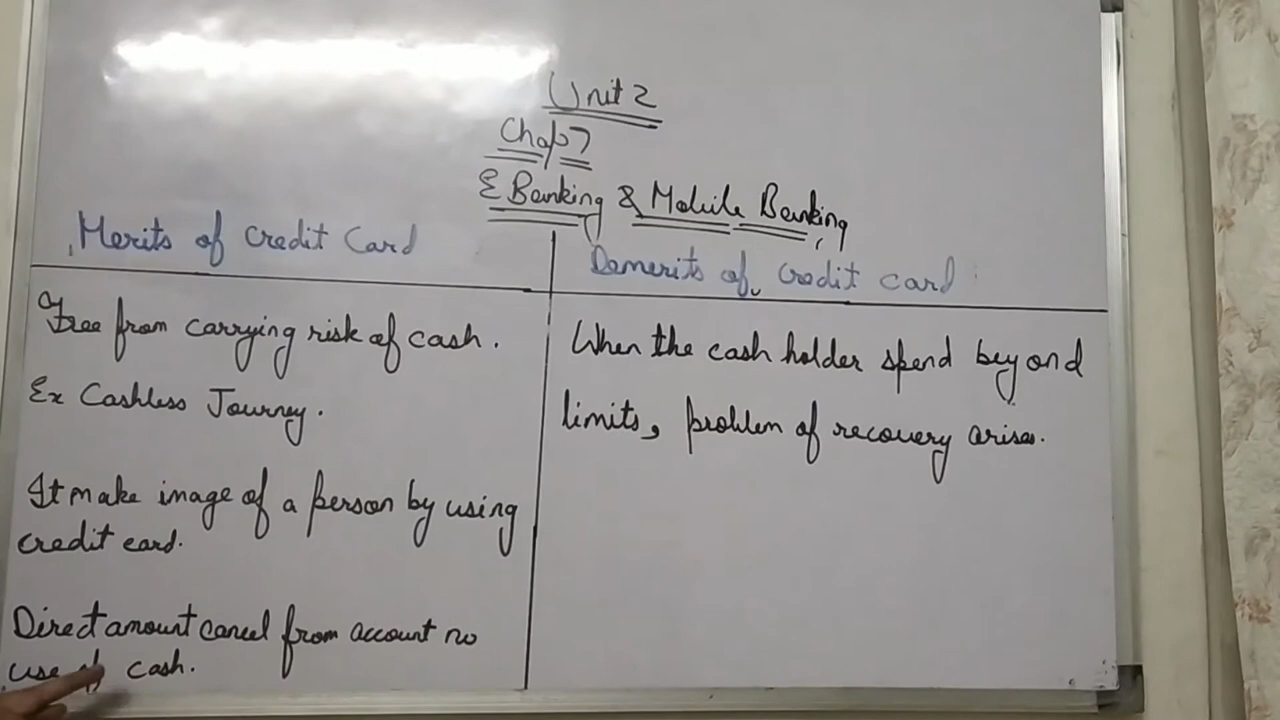 Unit 2
Chap 7
E Banking & Mobile Banking
Merits of Credit Card
Free from carrying risk of cash.
Ex Cashless Journey.
It make image of a person by using
credit card.
Direct amount cancel from account no
use of cash.
Demerits of credit card
When the cash holder spend beyond
limits, problem of recovery arises.